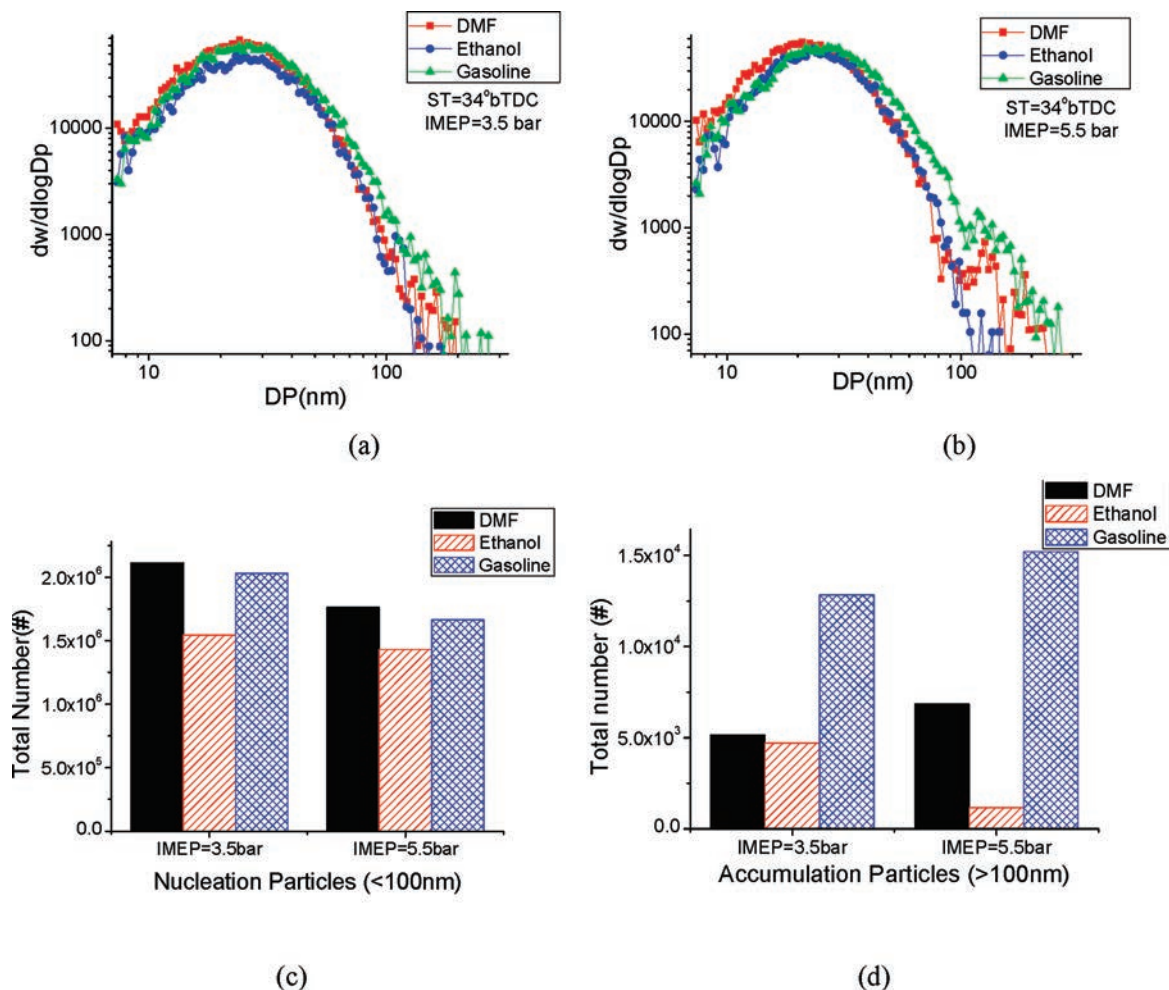 DMF
Ethanol
Gasoline
ST=34°bTDC
IMEP=3.5 bar
10000
1000
100
dw/dlogDp
10
100
DP(nm)
(a)
DMF
Ethanol
Gasoline
ST=34°bTDC
IMEP=5.5 bar
10000
1000
100
dw/dlogDp
10
100
DP(nm)
(b)
DMF
Ethanol
Gasoline
2.0x10⁶
1.5x10⁶
1.0x10⁶
5.0x10⁵
0.0
Total Number(#)
IMEP=3.5bar
IMEP=5.5bar
Nucleation Particles (<100nm)
(c)
DMF
Ethanol
Gasoline
1.5x10⁴
1.0x10⁴
5.0x10³
0.0
Total number (#)
IMEP=3.5bar
IMEP=5.5bar
Accumulation Particles (>100nm)
(d)